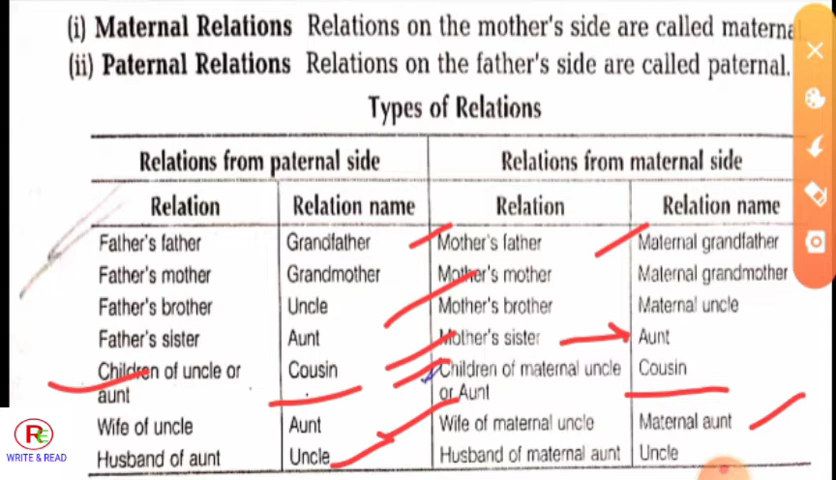 (i) Maternal Relations Relations on the mother's side are called materna
(ii) Paternal Relations Relations on the father's side are called paternal.
Types of Relations
Relations from paternal side Relations from maternal side
Relation Relation name Relation Relation name
Father's father Grandfather Mother's father Maternal grandfather
Father's mother Grandmother Mother's mother Maternal grandmother
Father's brother Uncle Mother's brother Maternal uncle
Father's sister Aunt Mother's sister Aunt
Children of uncle or Cousin Children of maternal uncle Cousin
aunt or Aunt
Wife of uncle Aunt Wife of maternal uncle Maternal aunt
Husband of aunt Uncle Husband of maternal aunt Uncle
RE
WRITE & READ